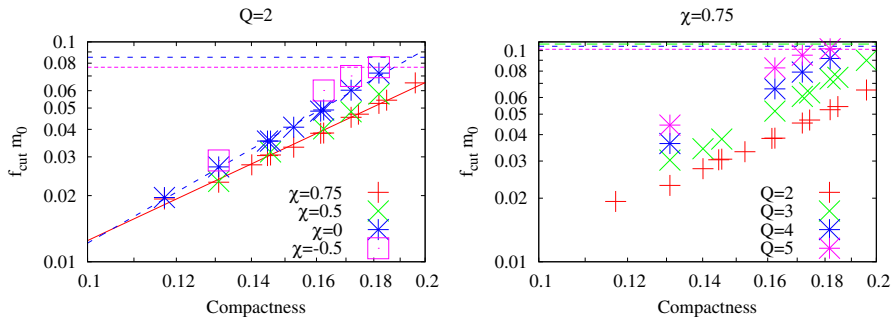 Q=2
f_cut m_0
0.1
0.08
0.06
0.05
0.04
0.03
0.02
0.01
χ=0.75
χ=0.5
χ=0
χ=-0.5
0.1 0.12 0.14 0.16 0.18 0.2
Compactness
χ=0.75
f_cut m_0
0.1
0.08
0.06
0.05
0.04
0.03
0.02
0.01
Q=2
Q=3
Q=4
Q=5
0.1 0.12 0.14 0.16 0.18 0.2
Compactness